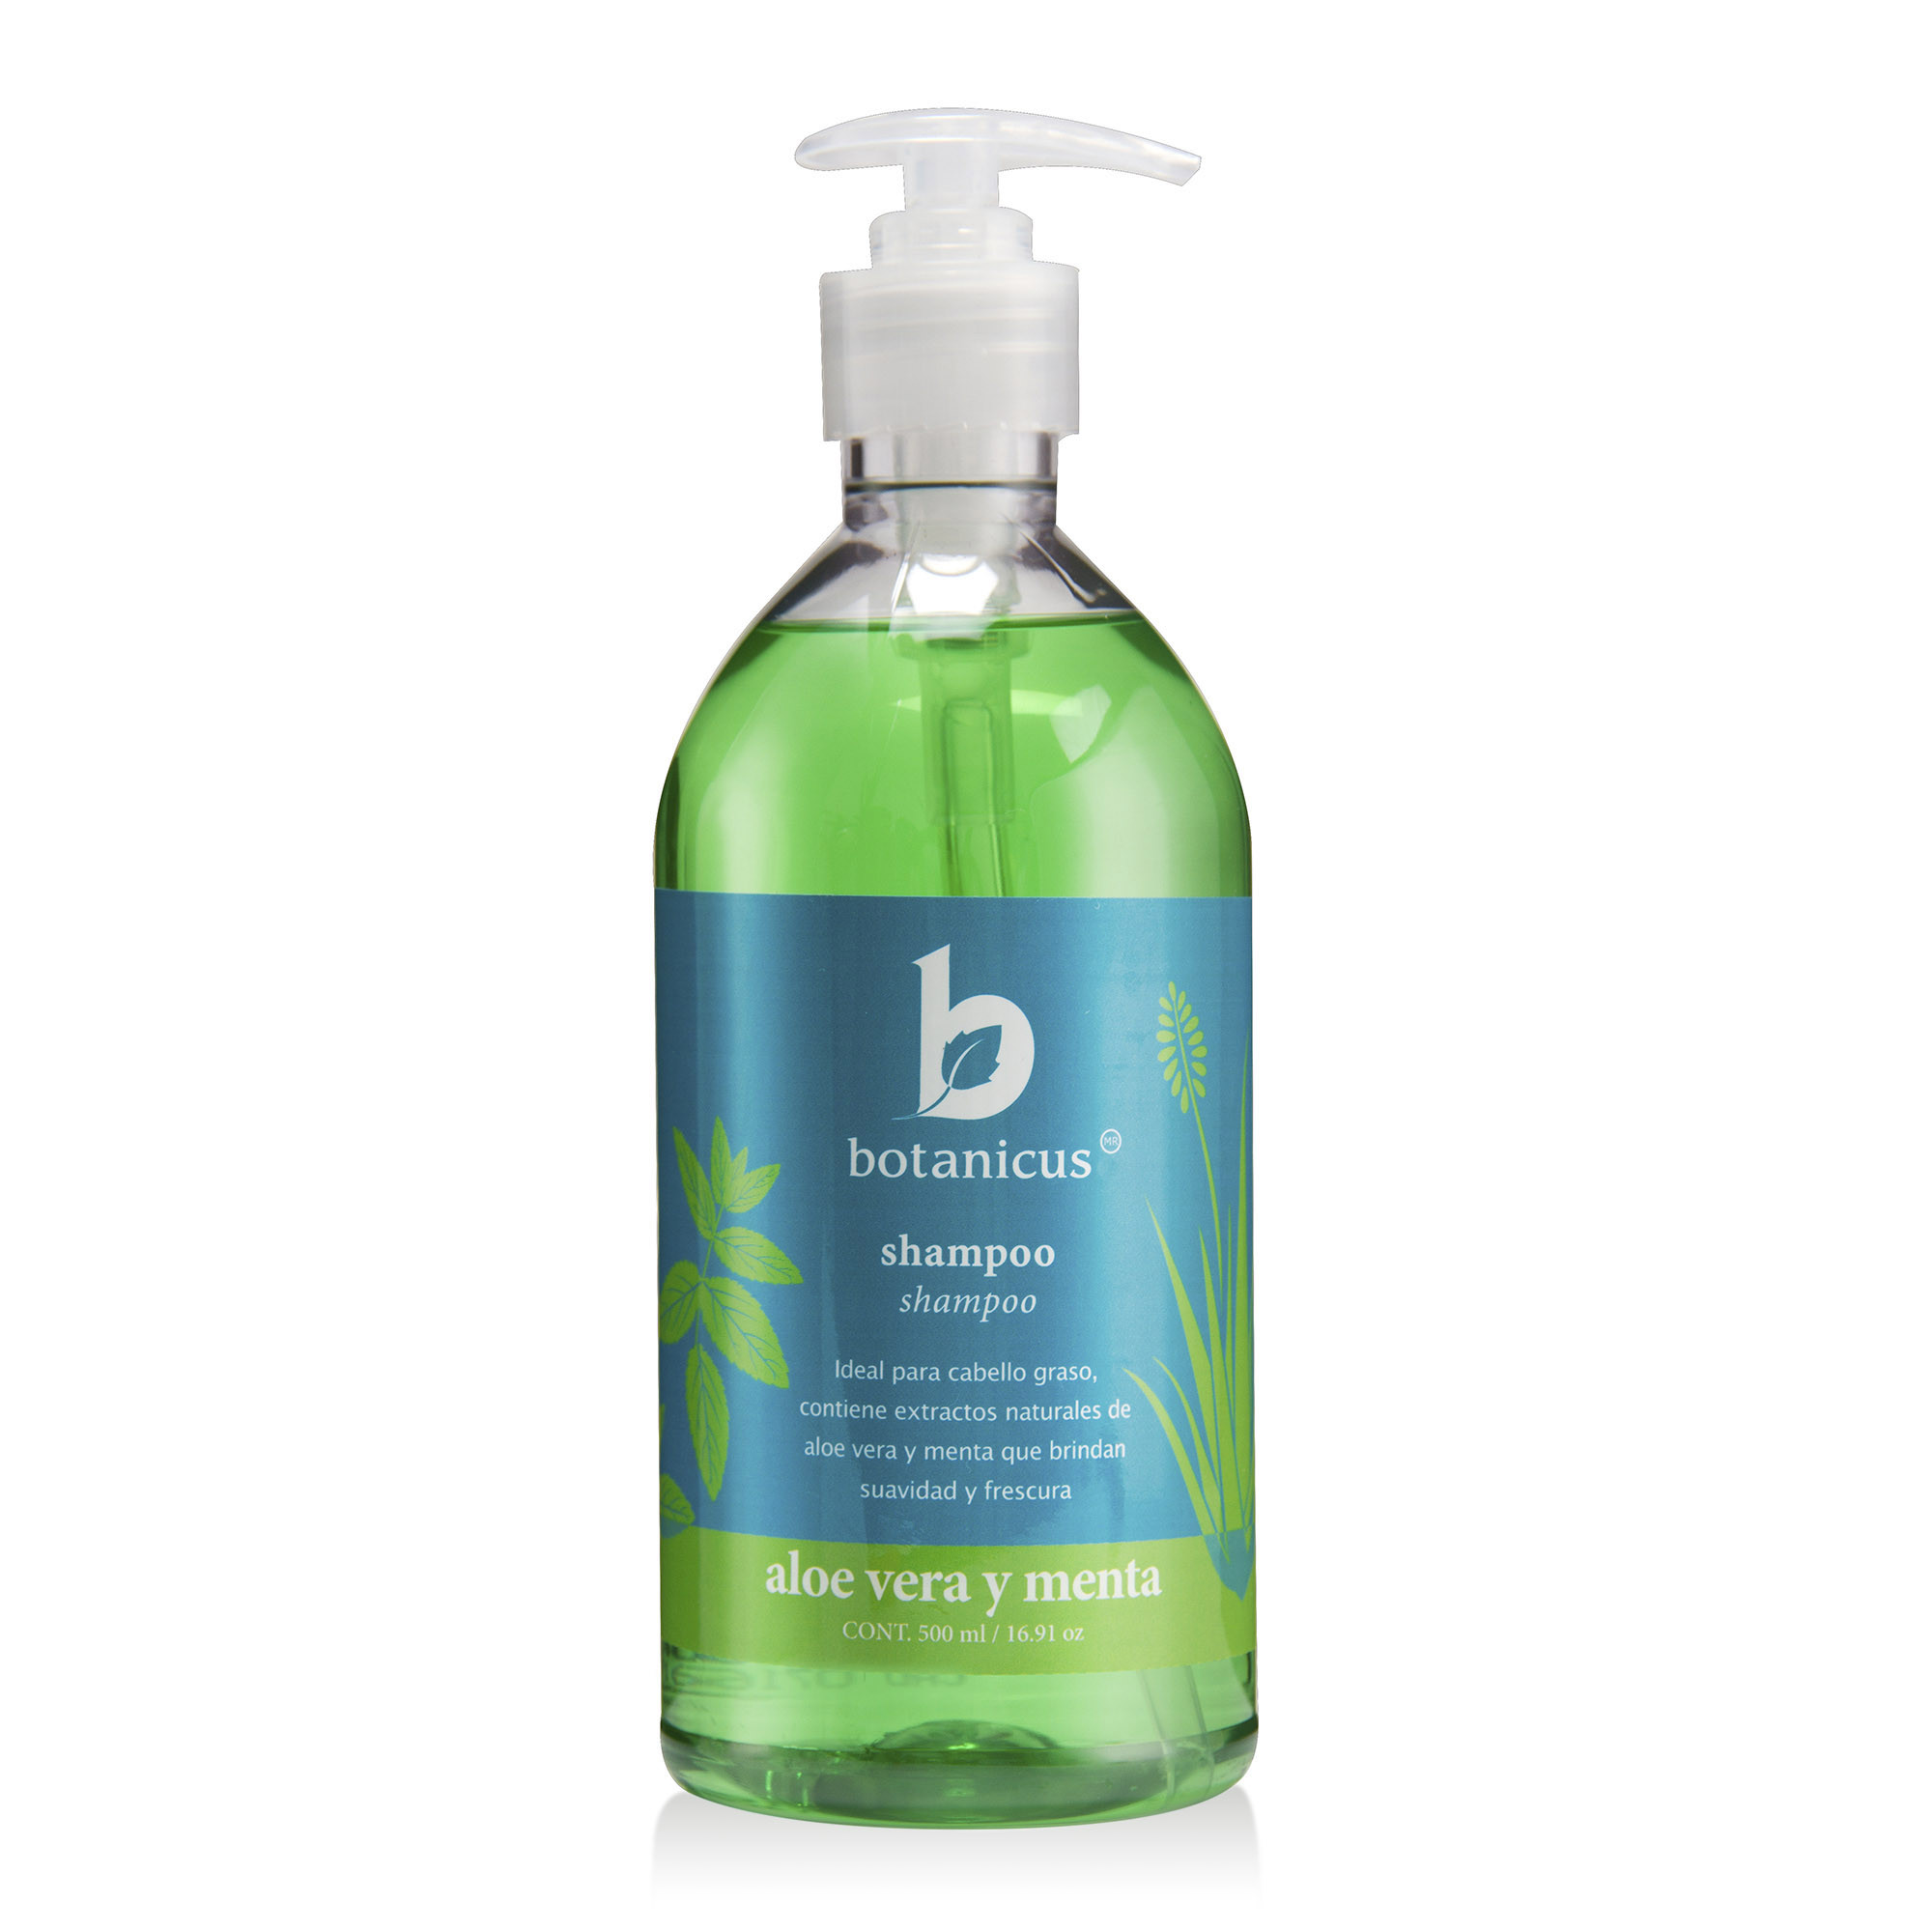 b
botanicus MR
shampoo
shampoo
Ideal para cabello graso,
contiene extractos naturales de
aloe vera y menta que brindan
suavidad y frescura
aloe vera y menta
CONT. 500 ml / 16.91 oz